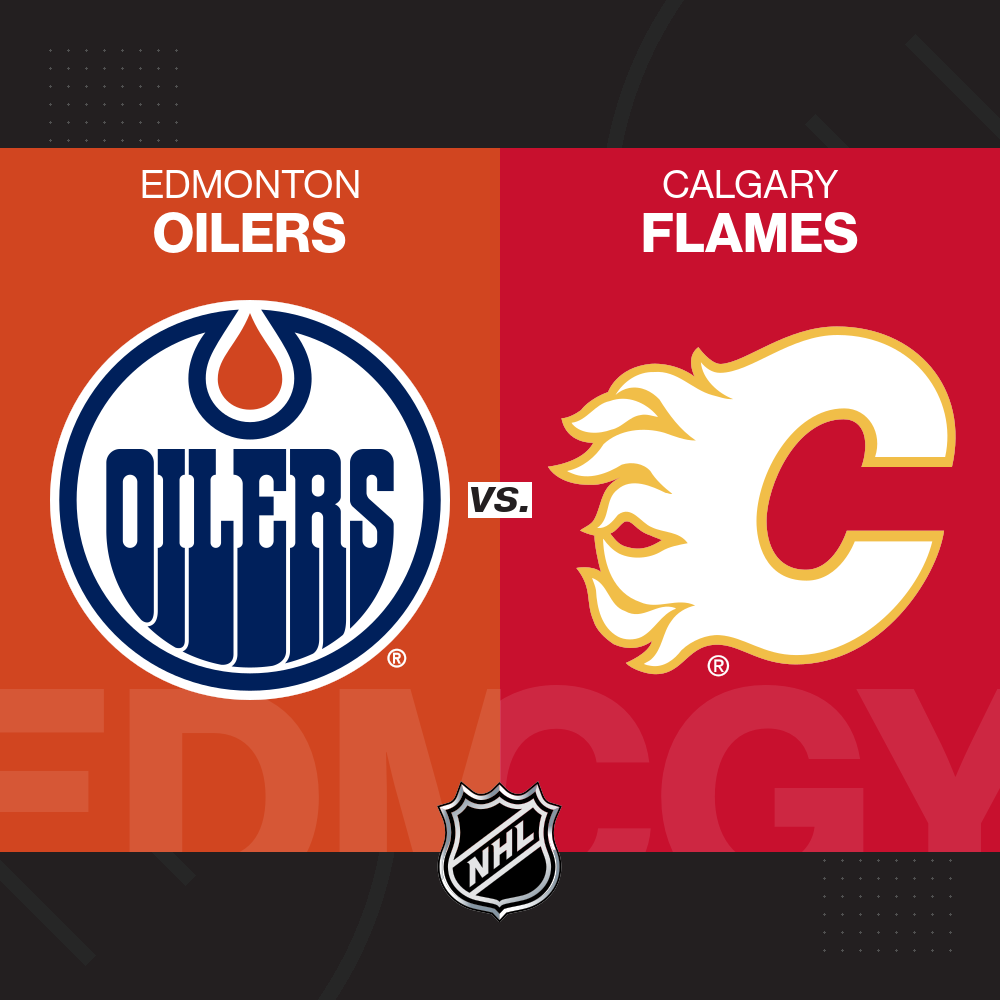 EDMONTON
OILERS
CALGARY
FLAMES
OILERS
®
vs.
C
®
EDM
CGY
NHL